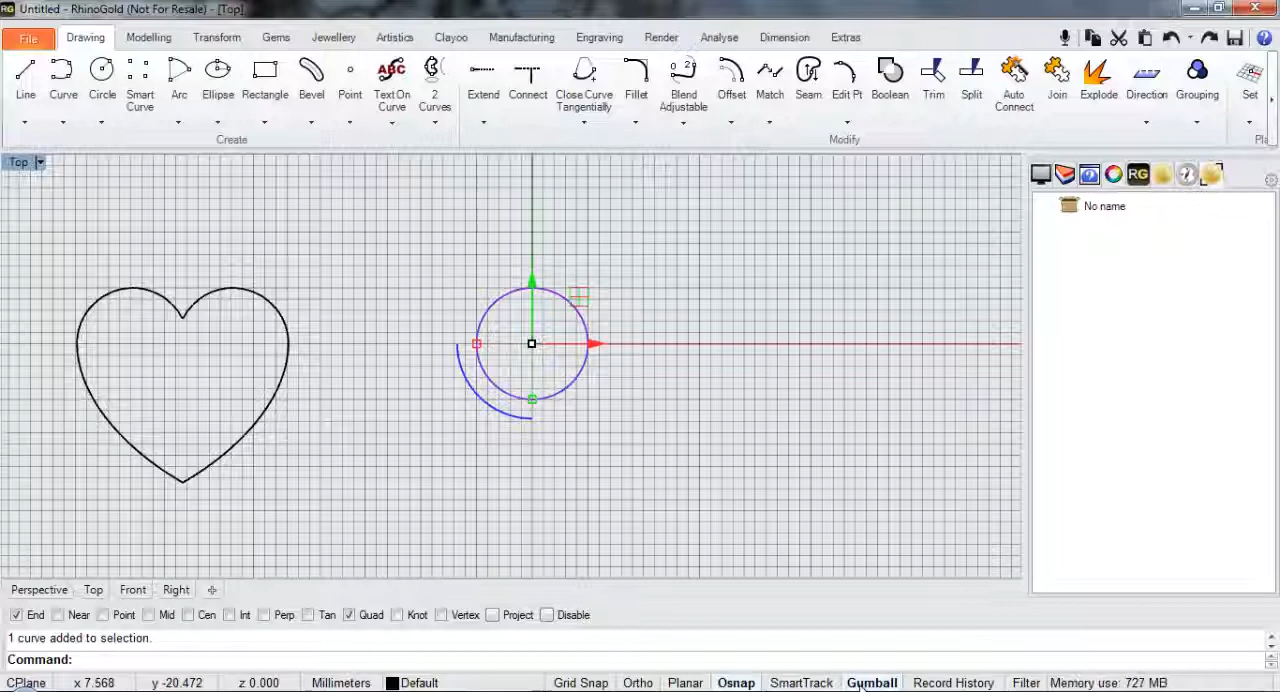 RG Untitled - RhinoGold (Not For Resale) - [Top]
File Drawing Modelling Transform Gems Jewellery Artistics Clayoo Manufacturing Engraving Render Analyse Dimension Extras
Line Curve Circle Smart Curve Arc Ellipse Rectangle Bevel Point ABC Text On Curve 2 Curves Extend Connect Close Curve Tangentially Fillet Blend Adjustable Offset Match Seam Edit Pt Boolean Trim Split Auto Connect Join Explode Direction Grouping Set
Create Modify
Top
RG
No name
Perspective Top Front Right
End Near Point Mid Cen Int Perp Tan Quad Knot Vertex Project Disable
1 curve added to selection.
Command:
CPlane x 7.568 y -20.472 z 0.000 Millimeters Default Grid Snap Ortho Planar Osnap SmartTrack Gumball Record History Filter Memory use: 727 MB